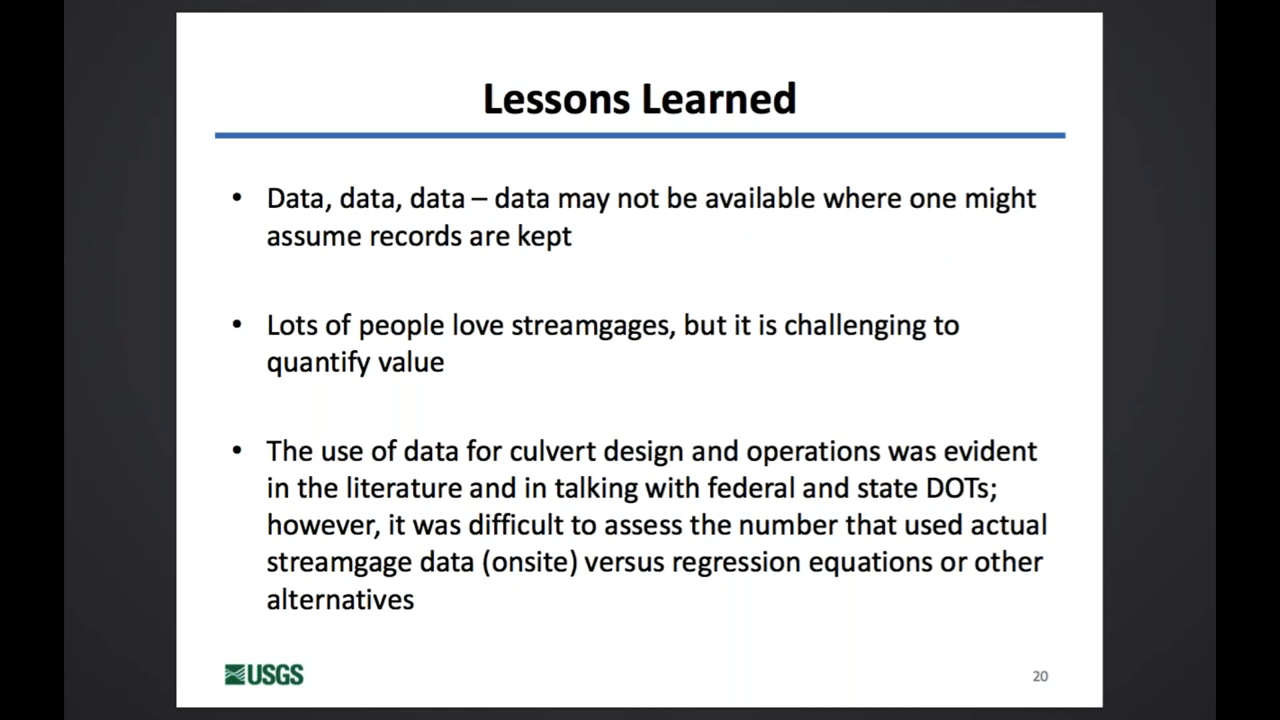 Lessons Learned
• Data, data, data – data may not be available where one might
assume records are kept
• Lots of people love streamgages, but it is challenging to
quantify value
• The use of data for culvert design and operations was evident
in the literature and in talking with federal and state DOTs;
however, it was difficult to assess the number that used actual
streamgage data (onsite) versus regression equations or other
alternatives
USGS
20